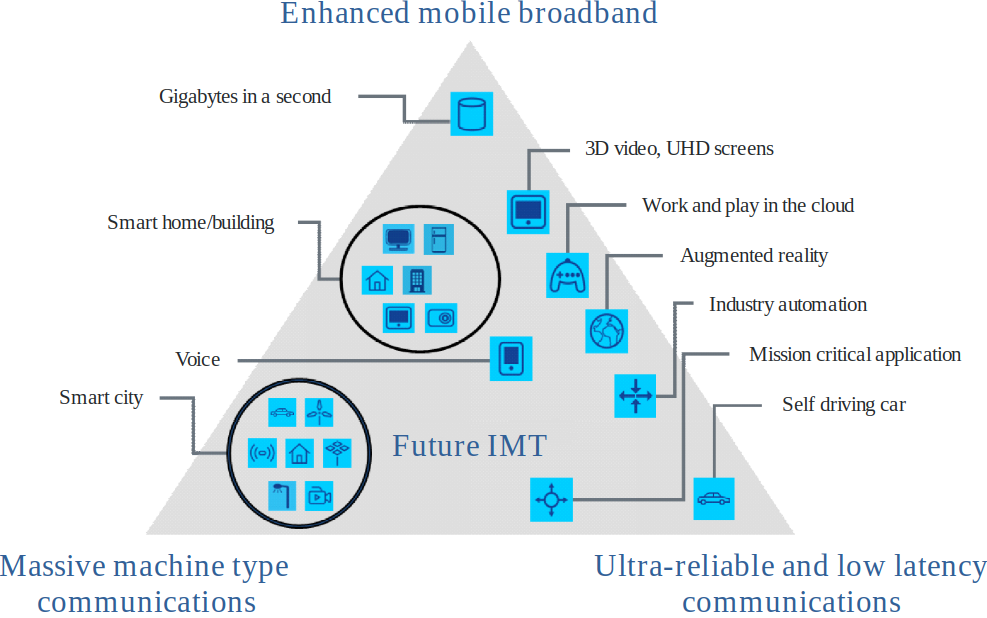 Enhanced mobile broadband
Gigabytes in a second
3D video, UHD screens
Work and play in the cloud
Smart home/building
Augmented reality
Industry automation
Voice
Mission critical application
Smart city
Self driving car
Future IMT
Massive machine type
communications
Ultra-reliable and low latency
communications